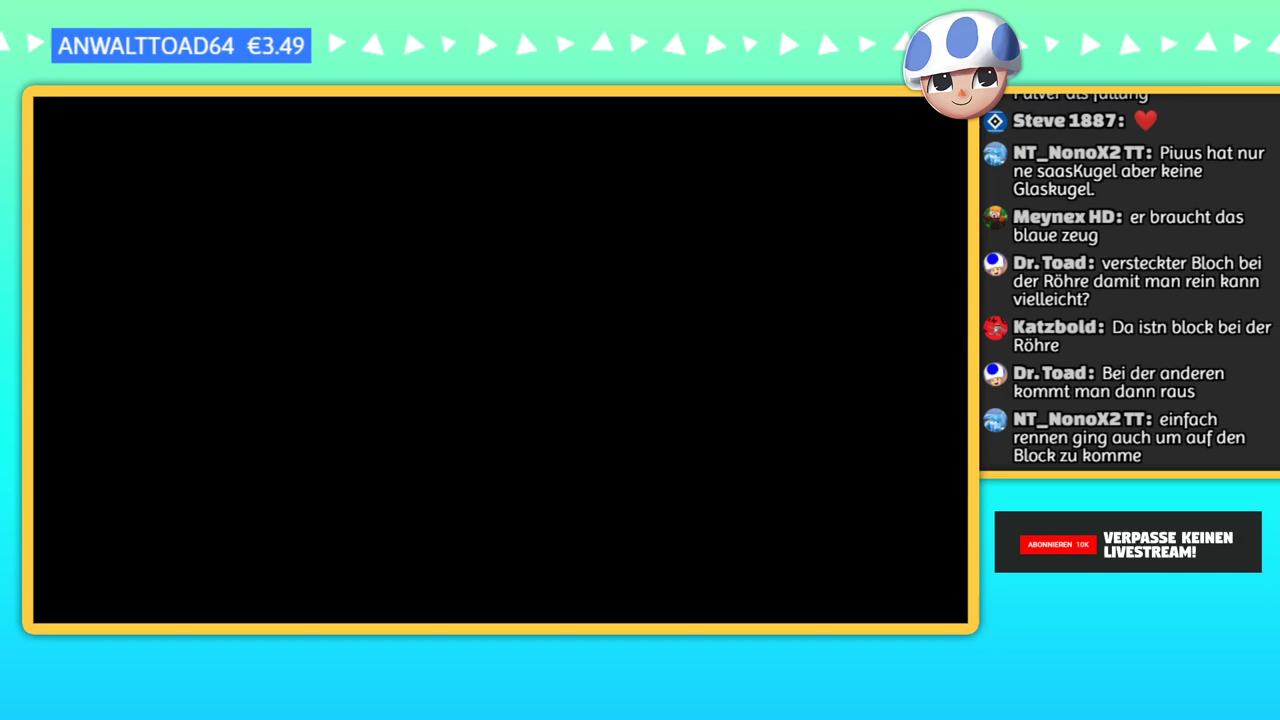 ANWALTTOAD64 €3.49
Pulver als fallang
Steve 1887: ❤️
NT_NonoX2 TT: Piuus hat nur
ne saasKugel aber keine
Glaskugel.
Meynex HD: er braucht das
blaue zeug
Dr. Toad: versteckter Bloch bei
der Röhre damit man rein kann
vielleicht?
Katzbold: Da istn block bei der
Röhre
Dr. Toad: Bei der anderen
kommt man dann raus
NT_NonoX2 TT: einfach
rennen ging auch um auf den
Block zu komme
ABONNIEREN 10K
VERPASSE KEINEN
LIVESTREAM!